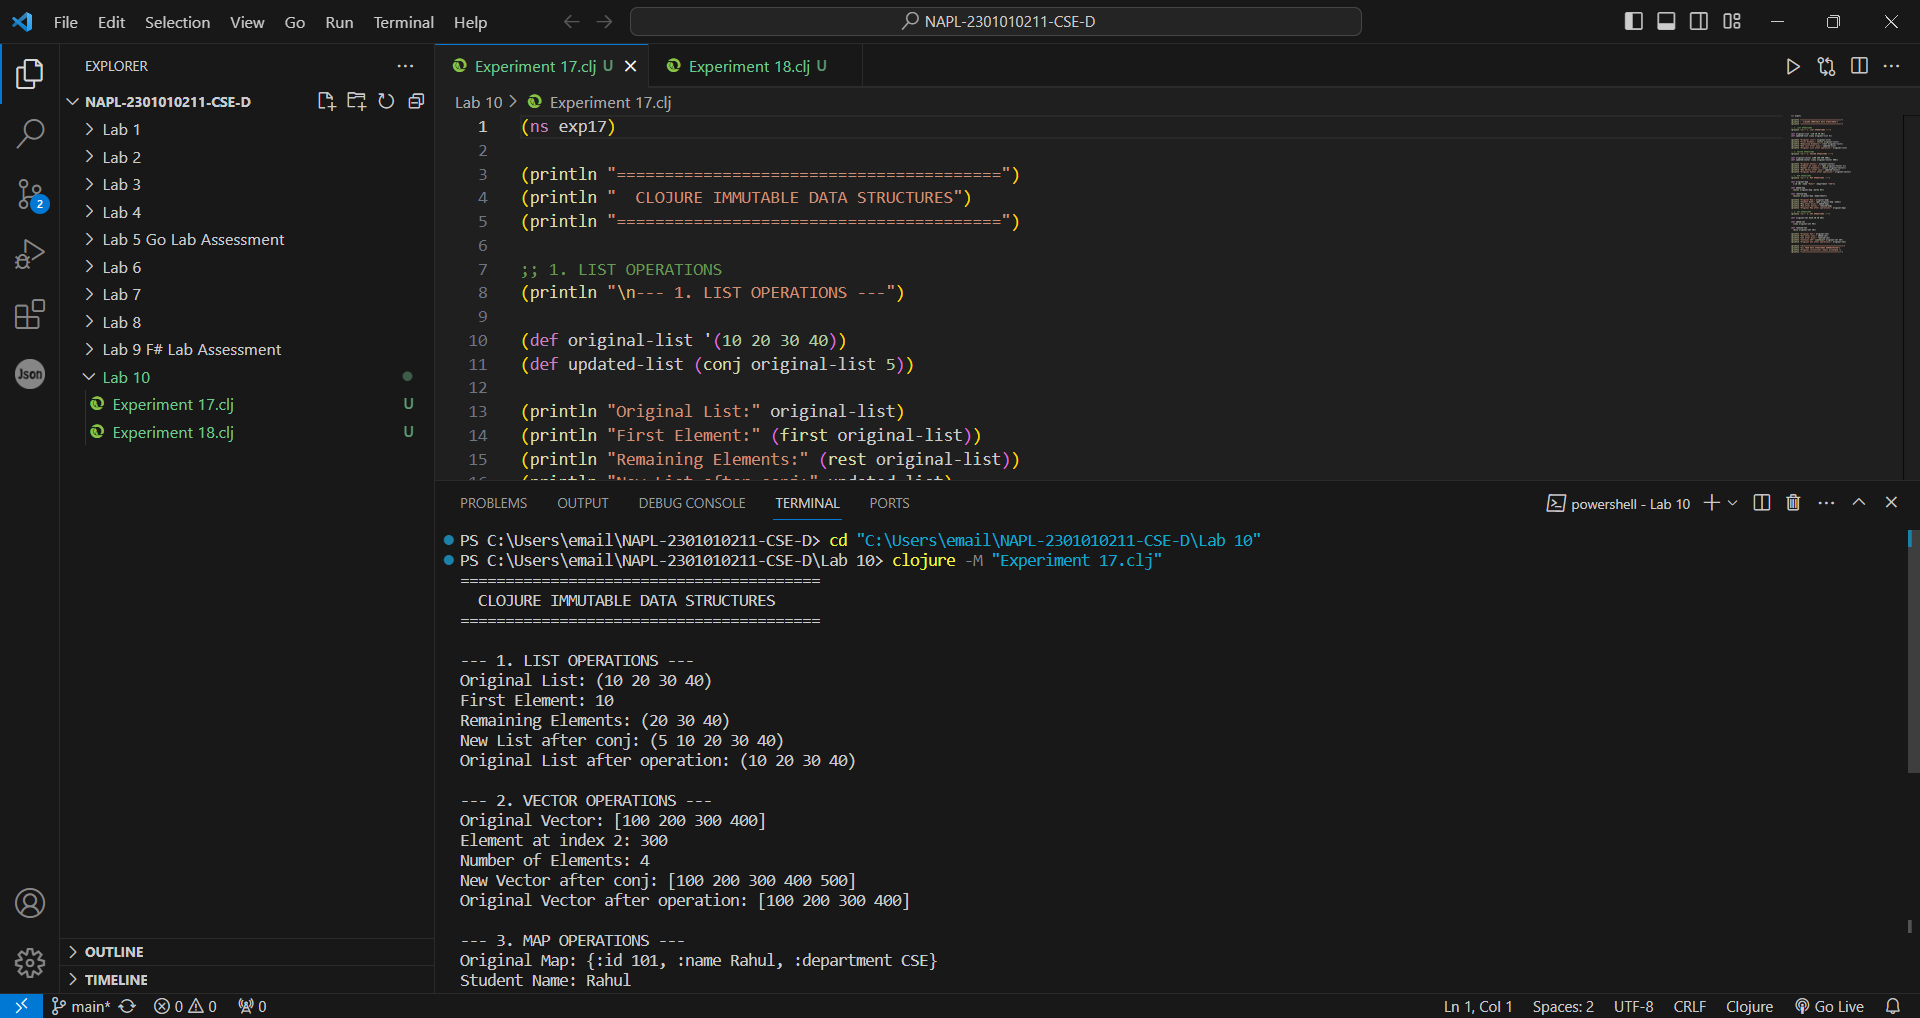 File Edit Selection View Go Run Terminal Help
NAPL-2301010211-CSE-D
EXPLORER
NAPL-2301010211-CSE-D
Lab 1
Lab 2
Lab 3
Lab 4
Lab 5 Go Lab Assessment
Lab 6
Lab 7
Lab 8
Lab 9 F# Lab Assessment
Lab 10
Experiment 17.clj U
Experiment 18.clj U
OUTLINE
TIMELINE
2
Json
Experiment 17.clj U
Experiment 18.clj U
Lab 10 > Experiment 17.clj
1 (ns exp17)
2
3 (println "========================================")
4 (println "  CLOJURE IMMUTABLE DATA STRUCTURES")
5 (println "========================================")
6
7 ;; 1. LIST OPERATIONS
8 (println "\n--- 1. LIST OPERATIONS ---")
9
10 (def original-list '(10 20 30 40))
11 (def updated-list (conj original-list 5))
12
13 (println "Original List:" original-list)
14 (println "First Element:" (first original-list))
15 (println "Remaining Elements:" (rest original-list))
PROBLEMS OUTPUT DEBUG CONSOLE TERMINAL PORTS
powershell - Lab 10
PS C:\Users\email\NAPL-2301010211-CSE-D> cd "C:\Users\email\NAPL-2301010211-CSE-D\Lab 10"
PS C:\Users\email\NAPL-2301010211-CSE-D\Lab 10> clojure -M "Experiment 17.clj"
========================================
  CLOJURE IMMUTABLE DATA STRUCTURES
========================================

--- 1. LIST OPERATIONS ---
Original List: (10 20 30 40)
First Element: 10
Remaining Elements: (20 30 40)
New List after conj: (5 10 20 30 40)
Original List after operation: (10 20 30 40)

--- 2. VECTOR OPERATIONS ---
Original Vector: [100 200 300 400]
Element at index 2: 300
Number of Elements: 4
New Vector after conj: [100 200 300 400 500]
Original Vector after operation: [100 200 300 400]

--- 3. MAP OPERATIONS ---
Original Map: {:id 101, :name Rahul, :department CSE}
Student Name: Rahul
main* 0 0 0
Ln 1, Col 1 Spaces: 2 UTF-8 CRLF Clojure Go Live